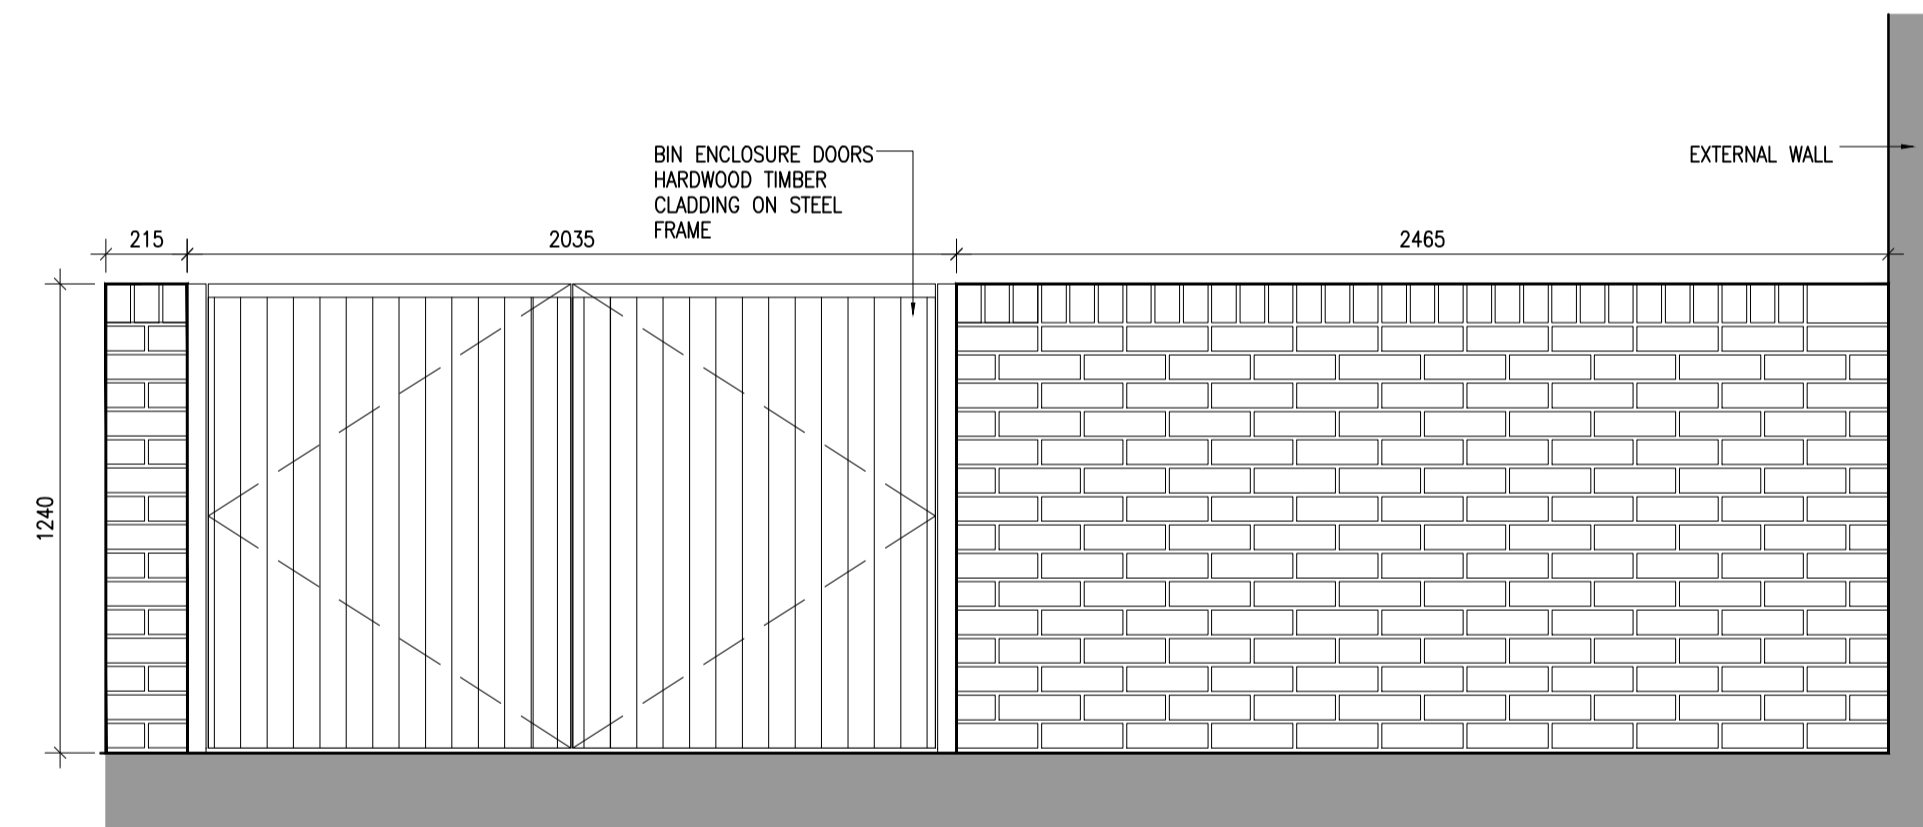 BIN ENCLOSURE DOORS
HARDWOOD TIMBER
CLADDING ON STEEL
FRAME
EXTERNAL WALL
215
2035
2465
1240